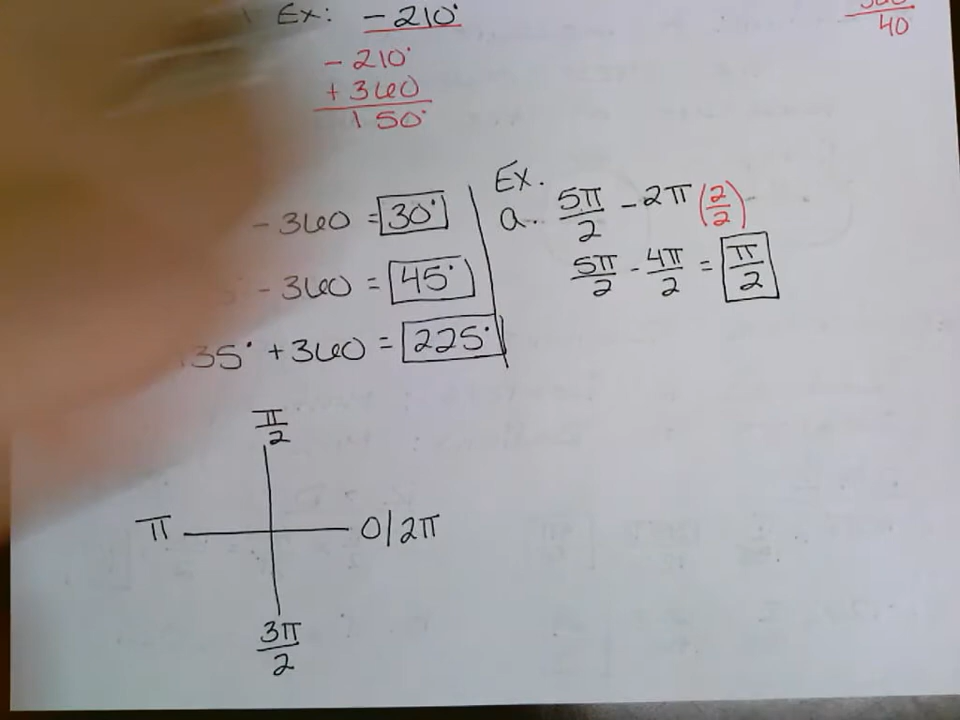 Ex: -210°
-210°
+360
150°
40
- 360 = 30°
- 360 = 45°
35° + 360 = 225°
Ex.
a. 5π/2 - 2π (2/2)
5π/2 - 4π/2 = π/2
π/2
π 0/2π
3π/2